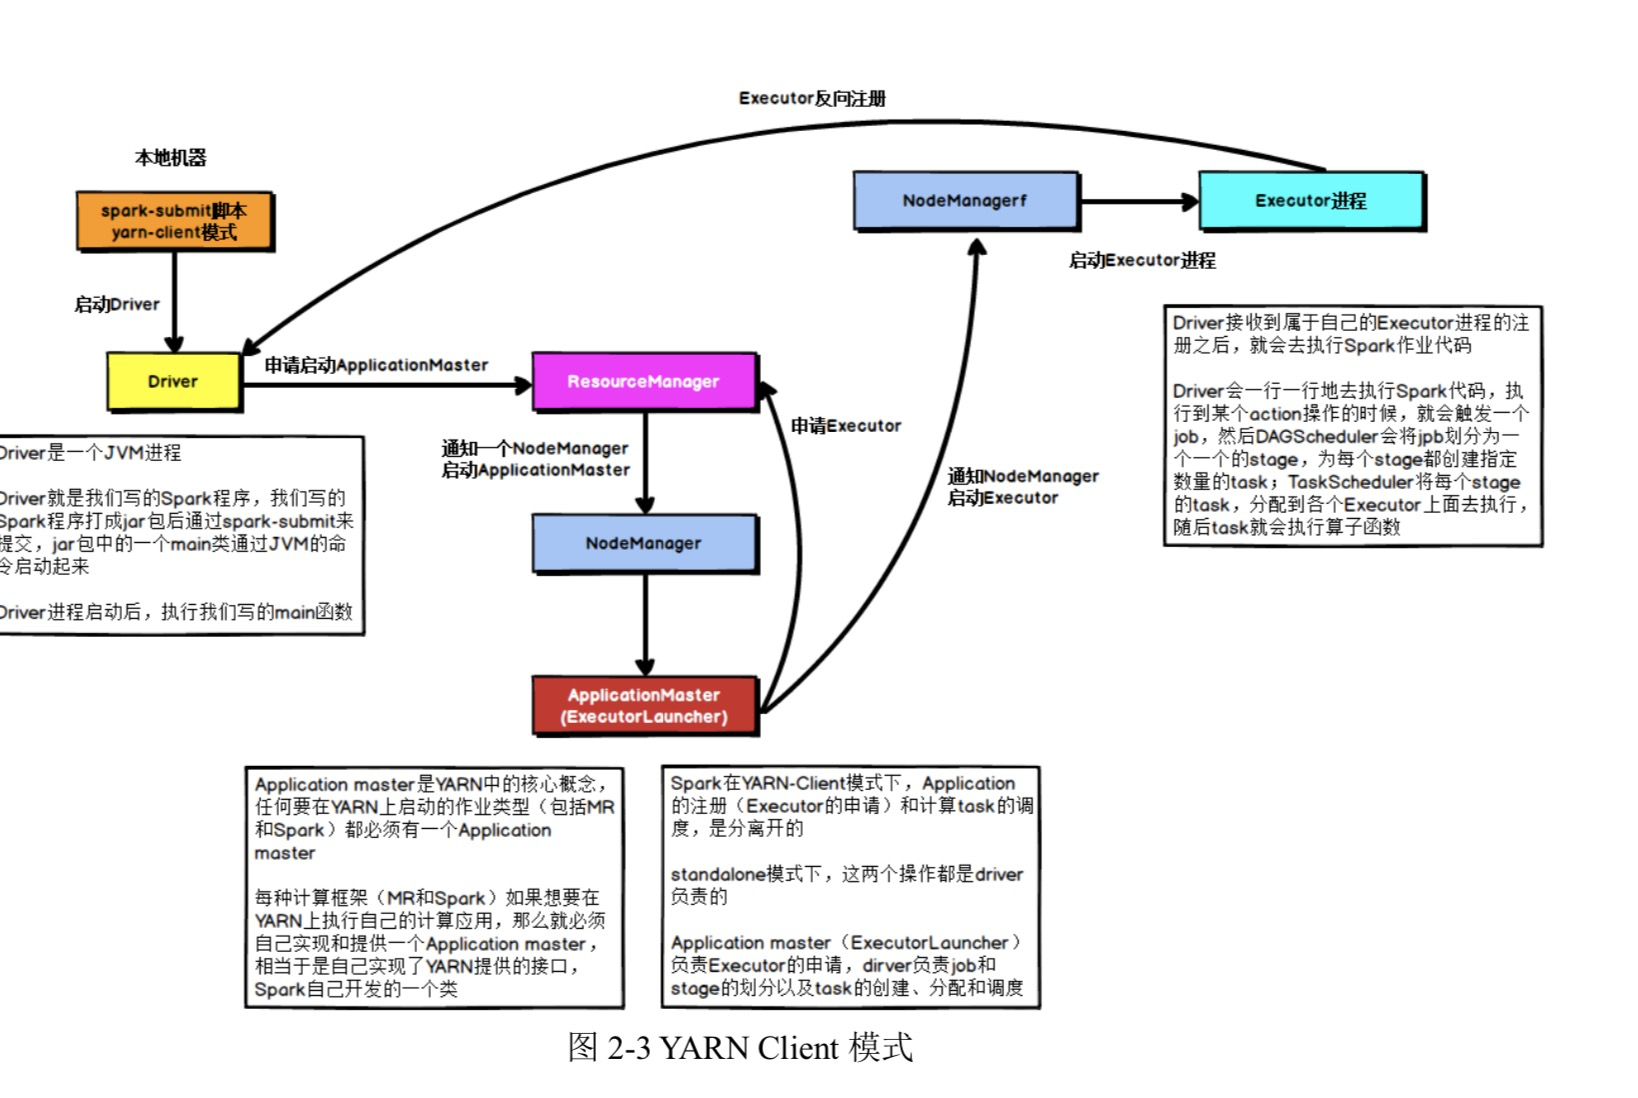 Executor反向注册
本地机器
spark-submit脚本
yarn-client模式
NodeManagerf
Executor进程
启动Executor进程
启动Driver
Driver
申请启动ApplicationMaster
ResourceManager
申请Executor
通知一个NodeManager
启动ApplicationMaster
通知NodeManager
启动Executor
NodeManager
ApplicationMaster
(ExecutorLauncher)
Driver接收到属于自己的Executor进程的注
册之后，就会去执行Spark作业代码
Driver会一行一行地去执行Spark代码，执
行到某个action操作的时候，就会触发一个
job，然后DAGScheduler会将jpb划分为一
个一个的stage，为每个stage都创建指定
数量的task；TaskScheduler将每个stage
的task，分配到各个Executor上面去执行，
随后task就会执行算子函数
Driver是一个JVM进程
Driver就是我们写的Spark程序，我们写的
Spark程序打成jar包后通过spark-submit来
提交，jar包中的一个main类通过JVM的命
令启动起来
Driver进程启动后，执行我们写的main函数
Application master是YARN中的核心概念，
任何要在YARN上启动的作业类型（包括MR
和Spark）都必须有一个Application
master
每种计算框架（MR和Spark）如果想要在
YARN上执行自己的计算应用，那么就必须
自己实现和提供一个Application master，
相当于是自己实现了YARN提供的接口，
Spark自己开发的一个类
Spark在YARN-Client模式下，Application
的注册（Executor的申请）和计算task的调
度，是分离开的
standalone模式下，这两个操作都是driver
负责的
Application master（ExecutorLauncher）
负责Executor的申请，dirver负责job和
stage的划分以及task的创建、分配和调度
图 2-3 YARN Client 模式